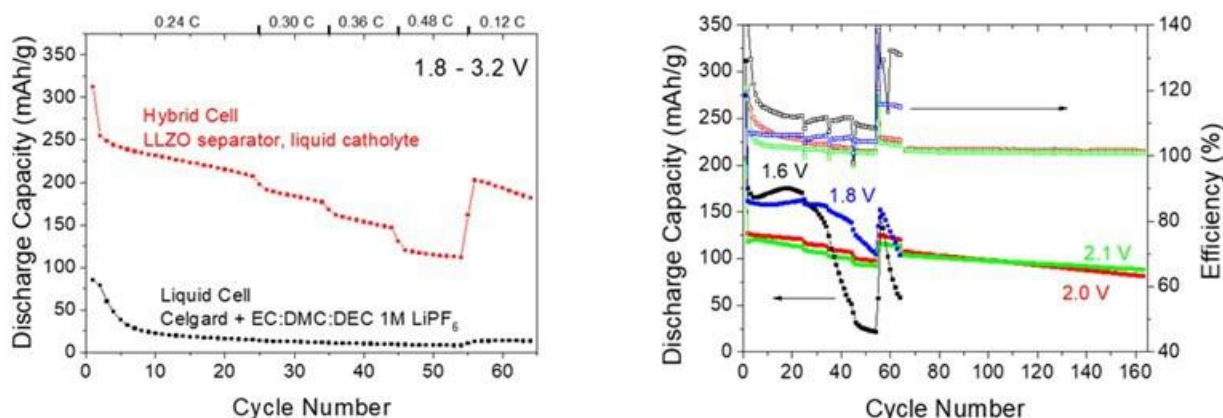 0.24 C 0.30 C 0.36 C 0.48 C 0.12 C
350
300
250
200
150
100
50
0
Discharge Capacity (mAh/g)
1.8 - 3.2 V
Hybrid Cell
LLZO separator, liquid catholyte
Liquid Cell
Celgard + EC:DMC:DEC 1M LiPF6
0 10 20 30 40 50 60
Cycle Number
350
300
250
200
150
100
50
0
Discharge Capacity (mAh/g)
1.6 V
1.8 V
2.1 V
2.0 V
140
120
100
80
60
40
Efficiency (%)
0 20 40 60 80 100 120 140 160
Cycle Number